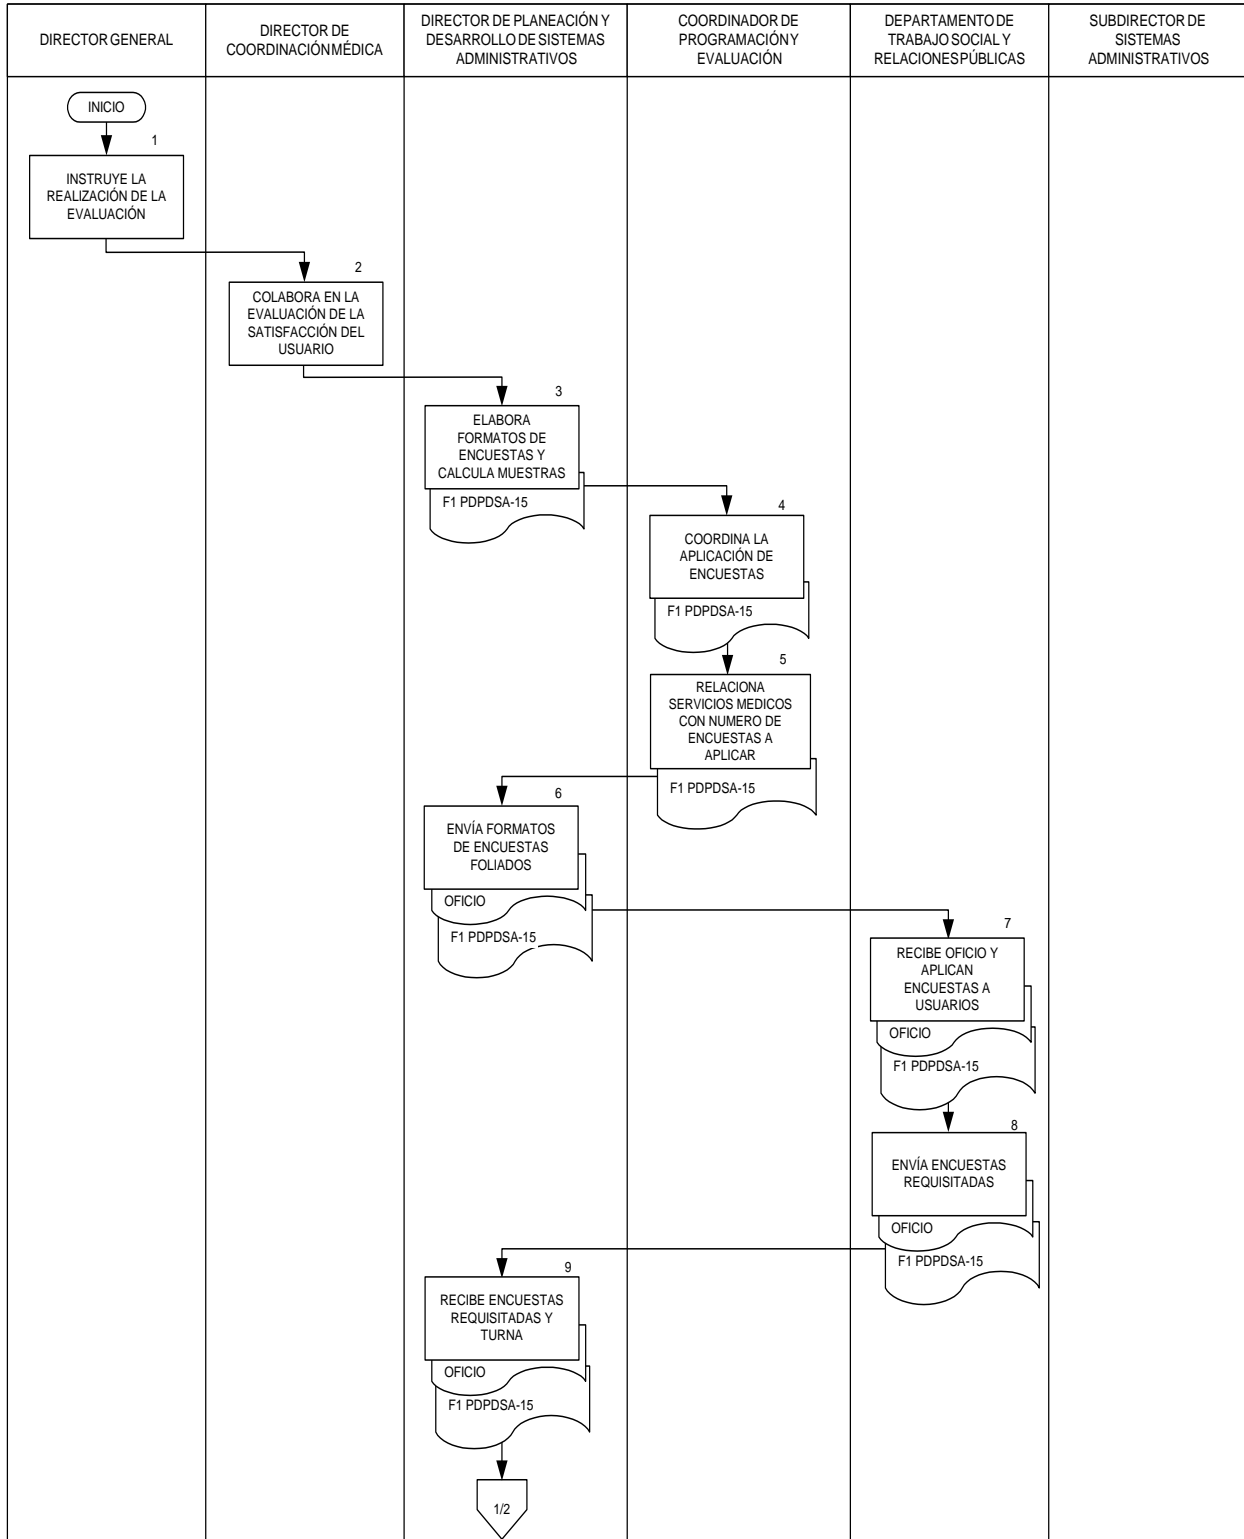 DIRECTOR GENERAL
DIRECTOR DE
COORDINACIÓN MÉDICA
DIRECTOR DE PLANEACIÓN Y
DESARROLLO DE SISTEMAS
ADMINISTRATIVOS
COORDINADOR DE
PROGRAMACIÓN Y
EVALUACIÓN
DEPARTAMENTO DE
TRABAJO SOCIAL Y
RELACIONES PÚBLICAS
SUBDIRECTOR DE
SISTEMAS
ADMINISTRATIVOS
INICIO
1
INSTRUYE LA
REALIZACIÓN DE LA
EVALUACIÓN
2
COLABORA EN LA
EVALUACIÓN DE LA
SATISFACCIÓN DEL
USUARIO
3
ELABORA
FORMATOS DE
ENCUESTAS Y
CALCULA MUESTRAS
F1 PDPDSA-15
4
COORDINA LA
APLICACIÓN DE
ENCUESTAS
F1 PDPDSA-15
5
RELACIONA
SERVICIOS MEDICOS
CON NUMERO DE
ENCUESTAS A
APLICAR
F1 PDPDSA-15
6
ENVÍA FORMATOS
DE ENCUESTAS
FOLIADOS
OFICIO
F1 PDPDSA-15
7
RECIBE OFICIO Y
APLICAN
ENCUESTAS A
USUARIOS
OFICIO
F1 PDPDSA-15
8
ENVÍA ENCUESTAS
REQUISITADAS
OFICIO
F1 PDPDSA-15
9
RECIBE ENCUESTAS
REQUISITADAS Y
TURNA
OFICIO
F1 PDPDSA-15
1/2